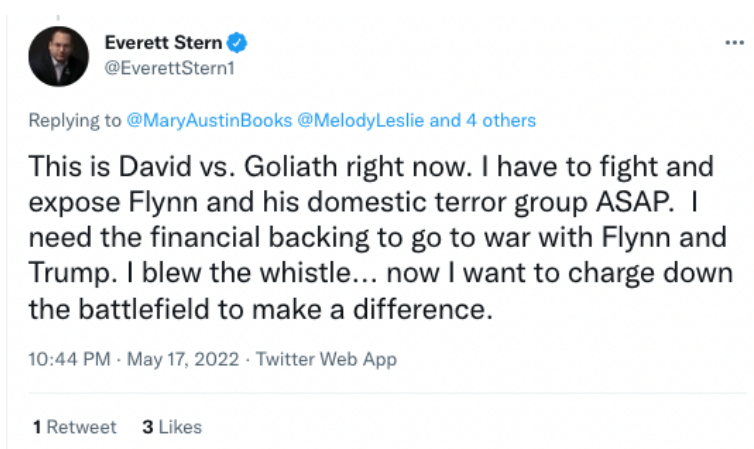 Everett Stern
@EverettStern1
Replying to @MaryAustinBooks @MelodyLeslie and 4 others
This is David vs. Goliath right now. I have to fight and
expose Flynn and his domestic terror group ASAP.  I
need the financial backing to go to war with Flynn and
Trump. I blew the whistle... now I want to charge down
the battlefield to make a difference.
10:44 PM · May 17, 2022 · Twitter Web App
1 Retweet 3 Likes